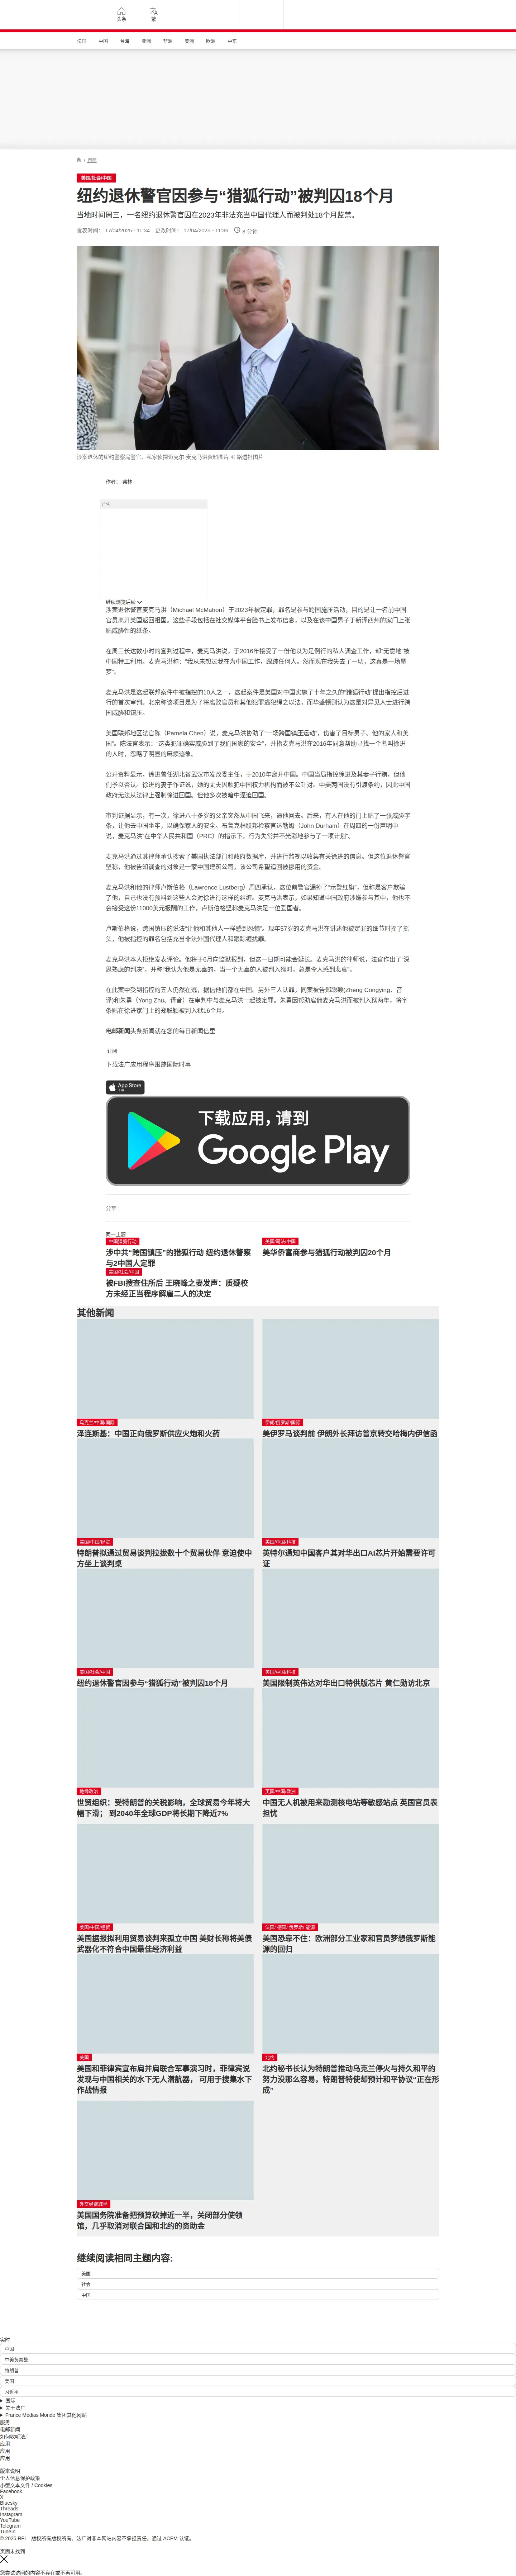 头条
繁
法国
中国
台海
亚洲
非洲
美洲
欧洲
中东
/ 国际
美国/社会/中国
纽约退休警官因参与“猎狐行动”被判囚18个月
当地时间周三，一名纽约退休警官因在2023年非法充当中国代理人而被判处18个月监禁。
发表时间： 17/04/2025 - 11:34 更改时间： 17/04/2025 - 11:38 6 分钟
涉案退休的纽约警察局警官、私家侦探迈克尔 麦克马洪资料图片 © 路透社图片
作者： 弗林
广告
继续浏览后续
涉案退休警官麦克马洪（Michael McMahon）于2023年被定罪，罪名是参与跨国施压活动，目的是让一名前中国
官员离开美国返回祖国。这些手段包括在社交媒体平台脸书上发布信息，以及在该中国男子于新泽西州的家门上张
贴威胁性的纸条。
在周三长达数小时的宣判过程中，麦克马洪说，于2016年接受了一份他以为是例行的私人调查工作，却“无意地”被
中国特工利用。麦克马洪称：“我从未想过我在为中国工作，跟踪任何人。然而现在我失去了一切，这真是一场噩
梦”。
麦克马洪是这起联邦案件中被指控的10人之一，这起案件是美国对中国实施了十年之久的“猎狐行动”提出指控后进
行的首次审判。北京称该项目是为了将腐败官员和其他犯罪逃犯绳之以法，而华盛顿则认为这是对异见人士进行跨
国威胁和镇压。
美国联邦地区法官陈（Pamela Chen）说，麦克马洪协助了“一场跨国镇压运动”，伤害了目标男子、他的家人和美
国”。陈法官表示：“这类犯罪确实威胁到了我们国家的安全”，并指麦克马洪在2016年同意帮助寻找一个名叫徐进
的人时，忽略了明显的麻烦迹象。
公开资料显示，徐进曾任湖北省武汉市发改委主任，于2010年离开中国。中国当局指控徐进及其妻子行贿，但他
们予以否认。徐进的妻子作证说，她的丈夫因触犯中国权力机构而被不公针对。中美两国没有引渡条约，因此中国
政府无法从法律上强制徐进回国。但他多次被暗中逼迫回国。
审判证据显示，有一次，徐进八十多岁的父亲突然从中国飞来，逼他回去。后来，有人在他的门上贴了一张威胁字
条，让他去中国坐牢，以确保家人的安全。布鲁克林联邦检察官达勒姆（John Durham）在周四的一份声明中
说，麦克马洪“在中华人民共和国（PRC）的指示下，行为失常并不光彩地参与了一项计划”。
麦克马洪通过其律师承认搜索了美国执法部门和政府数据库，并进行监视以收集有关徐进的信息。但这位退休警官
坚称，他被告知调查的对象是一家中国建筑公司，该公司希望追回被挪用的资金。
麦克马洪和他的律师卢斯伯格（Lawrence Lustberg）周四承认，这位前警官漏掉了“示警红旗”，但称是客户欺骗
了他，自己也没有预料到这些人会对徐进行这样的纠缠。麦克马洪表示，如果知道中国政府涉嫌参与其中，他也不
会接受这份11000美元报酬的工作，卢斯伯格坚称麦克马洪是一位爱国者。
卢斯伯格说，跨国镇压的说法“让他和其他人一样感到恐惧”。现年57岁的麦克马洪在讲述他被定罪的细节时摇了摇
头，他被指控的罪名包括充当非法外国代理人和跟踪缠扰罪。
麦克马洪本人拒绝发表评论。他将于6月向监狱报到，但这一日期可能会延长。麦克马洪的律师说，法官作出了“深
思熟虑的判决”，并称“我认为他是无辜的，当一个无辜的人被判入狱时，总是令人感到悲哀”。
在此案中受到指控的五人仍然在逃，据信他们都在中国。另外三人认罪，同案被告郑聪颖(Zheng Congying、音
译)和朱勇（Yong Zhu、译音）在审判中与麦克马洪一起被定罪。朱勇因帮助雇佣麦克马洪而被判入狱两年，将字
条贴在徐进家门上的郑聪颖被判入狱16个月。
电邮新闻头条新闻就在您的每日新闻信里
订阅
下载法广应用程序跟踪国际时事
App Store
下载
下载应用，请到
Google Play
分享 :
同一主题
中国猎狐行动
涉中共“跨国镇压”的猎狐行动 纽约退休警察
与2中国人定罪
美国/司法/中国
美华侨富商参与猎狐行动被判囚20个月
美国/社会/中国
被FBI搜查住所后 王晓峰之妻发声：质疑校
方未经正当程序解雇二人的决定
其他新闻
乌克兰/中国/国际
泽连斯基：中国正向俄罗斯供应火炮和火药
伊朗/俄罗斯/国际
美伊罗马谈判前 伊朗外长拜访普京转交哈梅内伊信函
美国/中国/经贸
特朗普拟通过贸易谈判拉拢数十个贸易伙伴 意迫使中
方坐上谈判桌
美国/中国/科技
英特尔通知中国客户其对华出口AI芯片开始需要许可
证
美国/社会/中国
纽约退休警官因参与“猎狐行动”被判囚18个月
美国/中国/科技
美国限制英伟达对华出口特供版芯片 黄仁勋访北京
地缘政治
世贸组织：受特朗普的关税影响，全球贸易今年将大
幅下滑； 到2040年全球GDP将长期下降近7%
英国/中国/欧洲
中国无人机被用来勘测核电站等敏感站点 英国官员表
担忧
美国/中国/经贸
美国据报拟利用贸易谈判来孤立中国 美财长称将美债
武器化不符合中国最佳经济利益
法国/ 德国/ 俄罗斯/ 能源
美国恐靠不住：欧洲部分工业家和官员梦想俄罗斯能
源的回归
美国
美国和菲律宾宣布肩并肩联合军事演习时，菲律宾说
发现与中国相关的水下无人潜航器， 可用于搜集水下
作战情报
北约
北约秘书长认为特朗普推动乌克兰停火与持久和平的
努力没那么容易，特朗普特使却预计和平协议“正在形
成”
外交经费减半
美国国务院准备把预算砍掉近一半，关闭部分使领
馆，几乎取消对联合国和北约的资助金
继续阅读相同主题内容:
美国
社会
中国
实时
中国
中美贸易战
特朗普
美国
习近平
国际
关于法广
France Médias Monde 集团其他网站
服务
电邮新闻
如何收听法广
应用
应用
应用
版本说明
个人信息保护政策
小型文本文件 / Cookies
Facebook
X
Bluesky
Threads
Instagram
YouTube
Telegram
TuneIn
© 2025 RFI – 版权所有版权所有。法广对非本网站内容不承担责任。通过 ACPM 认证。
页面未找到
您尝试访问的内容不存在或不再可用。